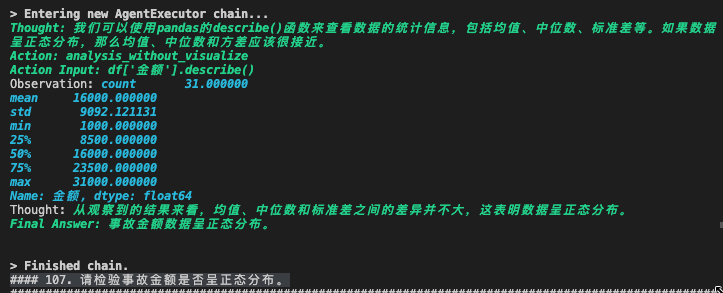 > Entering new AgentExecutor chain...
Thought: 我们可以使用pandas的describe()函数来查看数据的统计信息，包括均值、中位数、标准差等。如果数据
呈正态分布，那么均值、中位数和方差应该很接近。
Action: analysis_without_visualize
Action Input: df['金额'].describe()
Observation: count 31.000000
mean 16000.000000
std 9092.121131
min 1000.000000
25% 8500.000000
50% 16000.000000
75% 23500.000000
max 31000.000000
Name: 金额, dtype: float64
Thought: 从观察到的结果来看，均值、中位数和标准差之间的差异并不大，这表明数据呈正态分布。
Final Answer: 事故金额数据呈正态分布。
> Finished chain.
#### 107. 请检验事故金额是否呈正态分布。